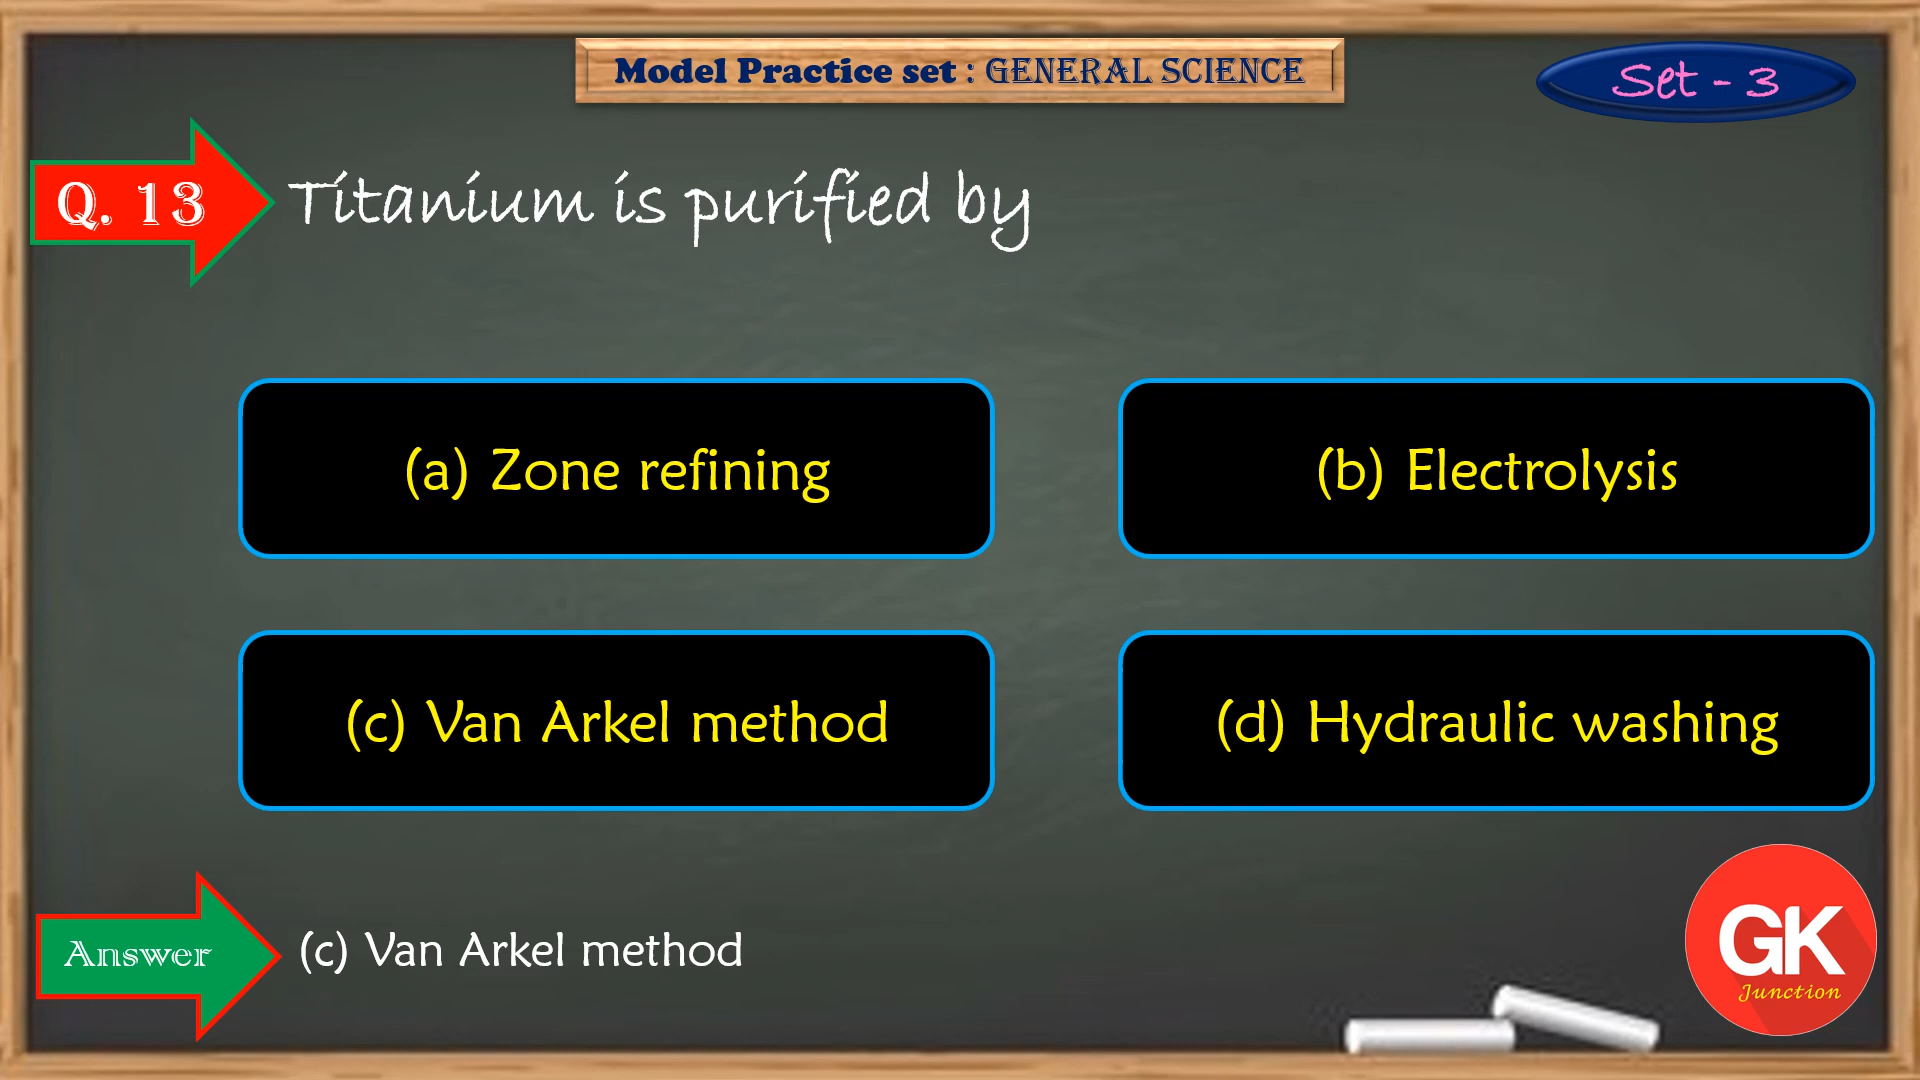 Model Practice set : GENERAL SCIENCE
Set - 3
Q. 13
Titanium is purified by
(a) Zone refining
(b) Electrolysis
(c) Van Arkel method
(d) Hydraulic washing
Answer
(c) Van Arkel method
GK
Junction